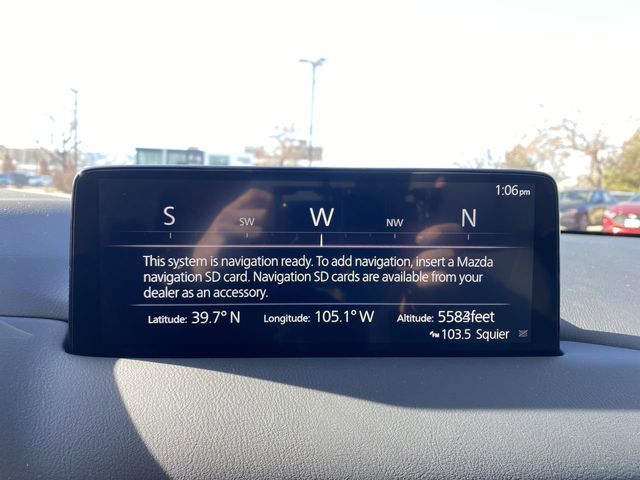 1:06pm
S SW W NW N
This system is navigation ready. To add navigation, insert a Mazda
navigation SD card. Navigation SD cards are available from your
dealer as an accessory.
Latitude: 39.7° N Longitude: 105.1° W Altitude: 5584feet
FM 103.5 Squier